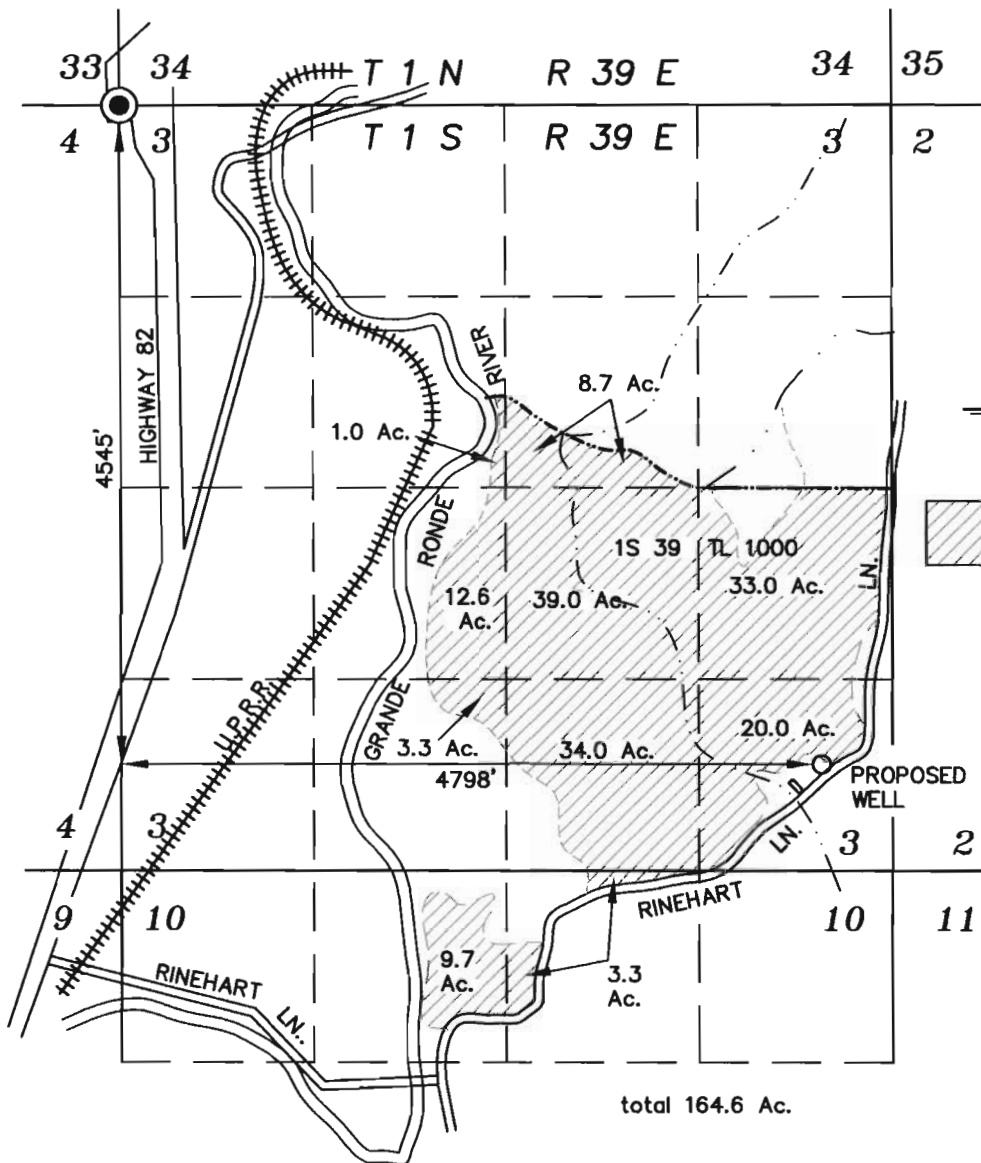 33 34
T 1 N R 39 E
34 35
4 3
T 1 S R 39 E
3 2
HIGHWAY 82
4545'
RIVER
8.7 Ac.
1.0 Ac.
RONDE
1S 39 TL 1000
33.0 Ac.
LN.
12.6
Ac.
39.0 Ac.
U.P.R.R.
GRANDE
3.3 Ac.
34.0 Ac.
20.0 Ac.
4798'
PROPOSED
WELL
LN.
4 3
3 2
9 10
RINEHART
10 11
RINEHART
LN..
9.7
Ac.
3.3
Ac.
total 164.6 Ac.